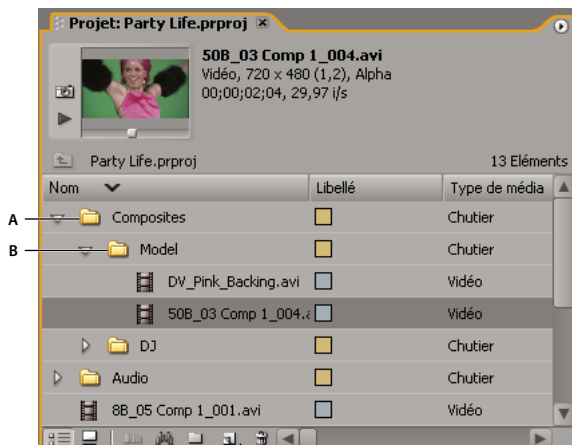 Projet: Party Life.prproj
50B_03 Comp 1_004.avi
Vidéo, 720 x 480 (1,2), Alpha
00;00;02;04, 29,97 i/s
Party Life.prproj 13 Eléments
Nom Libellé Type de média
A Composites Chutier
B Model Chutier
DV_Pink_Backing.avi Vidéo
50B_03 Comp 1_004.a Vidéo
DJ Chutier
Audio Chutier
8B_05 Comp 1_001.avi Vidéo